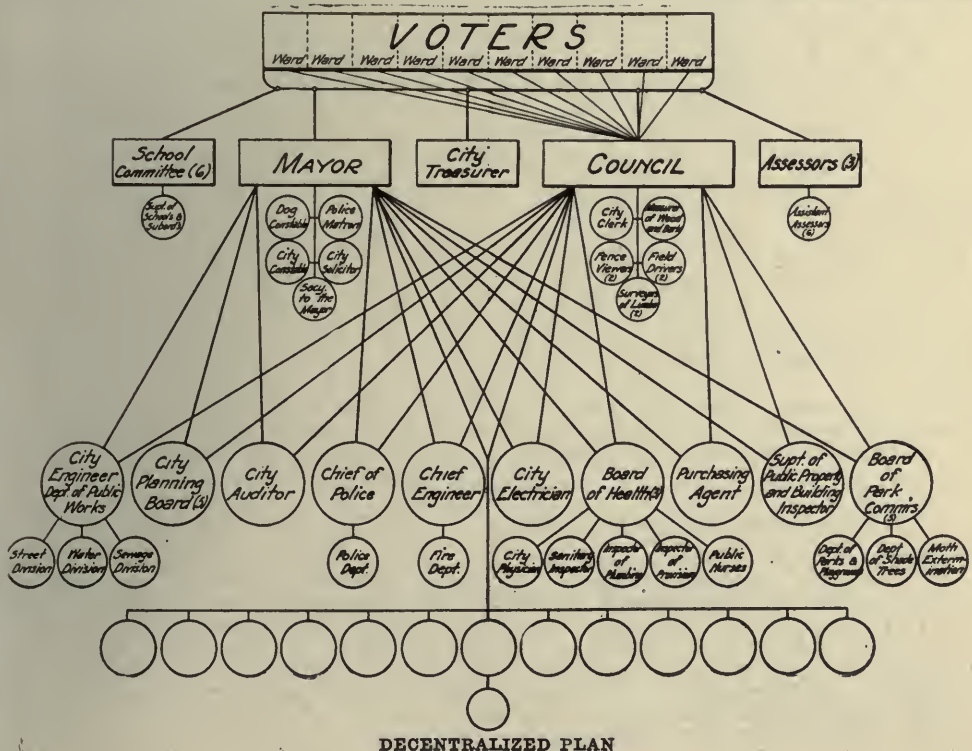 VOTERS
Ward Ward Ward Ward Ward Ward Ward Ward Ward
School
Committee (6)
MAYOR
City
Treasurer
COUNCIL
Assessors (3)
Supt. of
Schools &
Subord's
Dog
Constable
Police
Matron
City
Constable
City
Solicitor
Secy.
to the
Mayor
City
Clerk
Measurer
of Wood
and Bark
Fence
Viewers
(2)
Field
Drivers
(2)
Surveyors
of Lumber
(2)
Assistant
Assessors
(6)
City
Engineer
Dept. of Public
Works
City
Planning
Board (5)
City
Auditor
Chief of
Police
Chief
Engineer
City
Electrician
Board
of Health (3)
Purchasing
Agent
Supt. of
Public Property
and Building
Inspector
Board
of
Park
Commrs
(5)
Street
Division
Water
Division
Sewage
Division
Police
Dept.
Fire
Dept.
City
Physician
Sanitary
Inspector
Inspector
of Plumbing
Inspector
of Provision
Public
Nurses
Dept. of
Parks &
Playgrounds
Dept
of Shade
Trees
Moth
Exterm-
ination
DECENTRALIZED PLAN